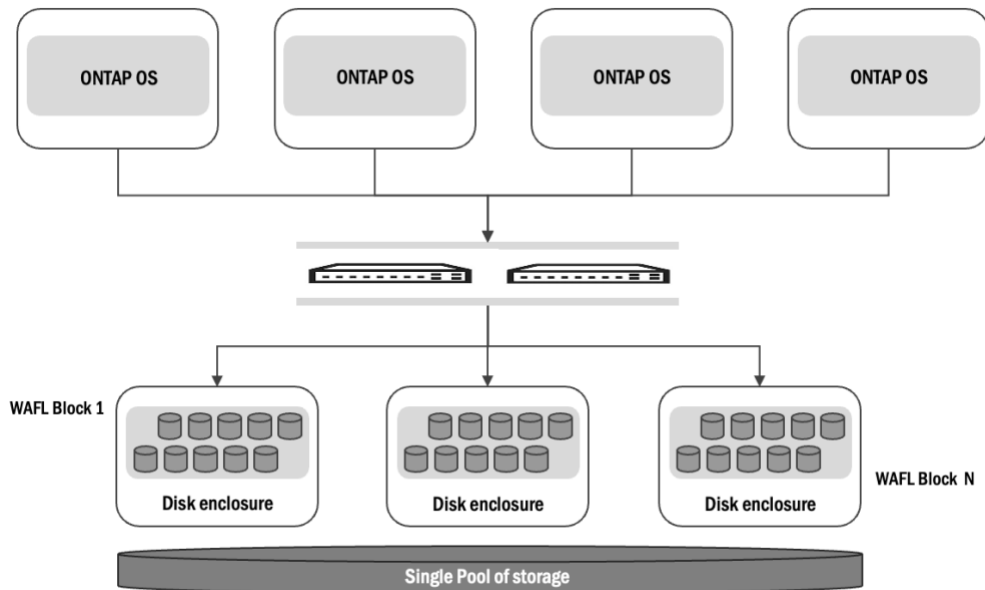 ONTAP OS
ONTAP OS
ONTAP OS
ONTAP OS
WAFL Block 1
Disk enclosure
Disk enclosure
Disk enclosure
WAFL Block N
Single Pool of storage